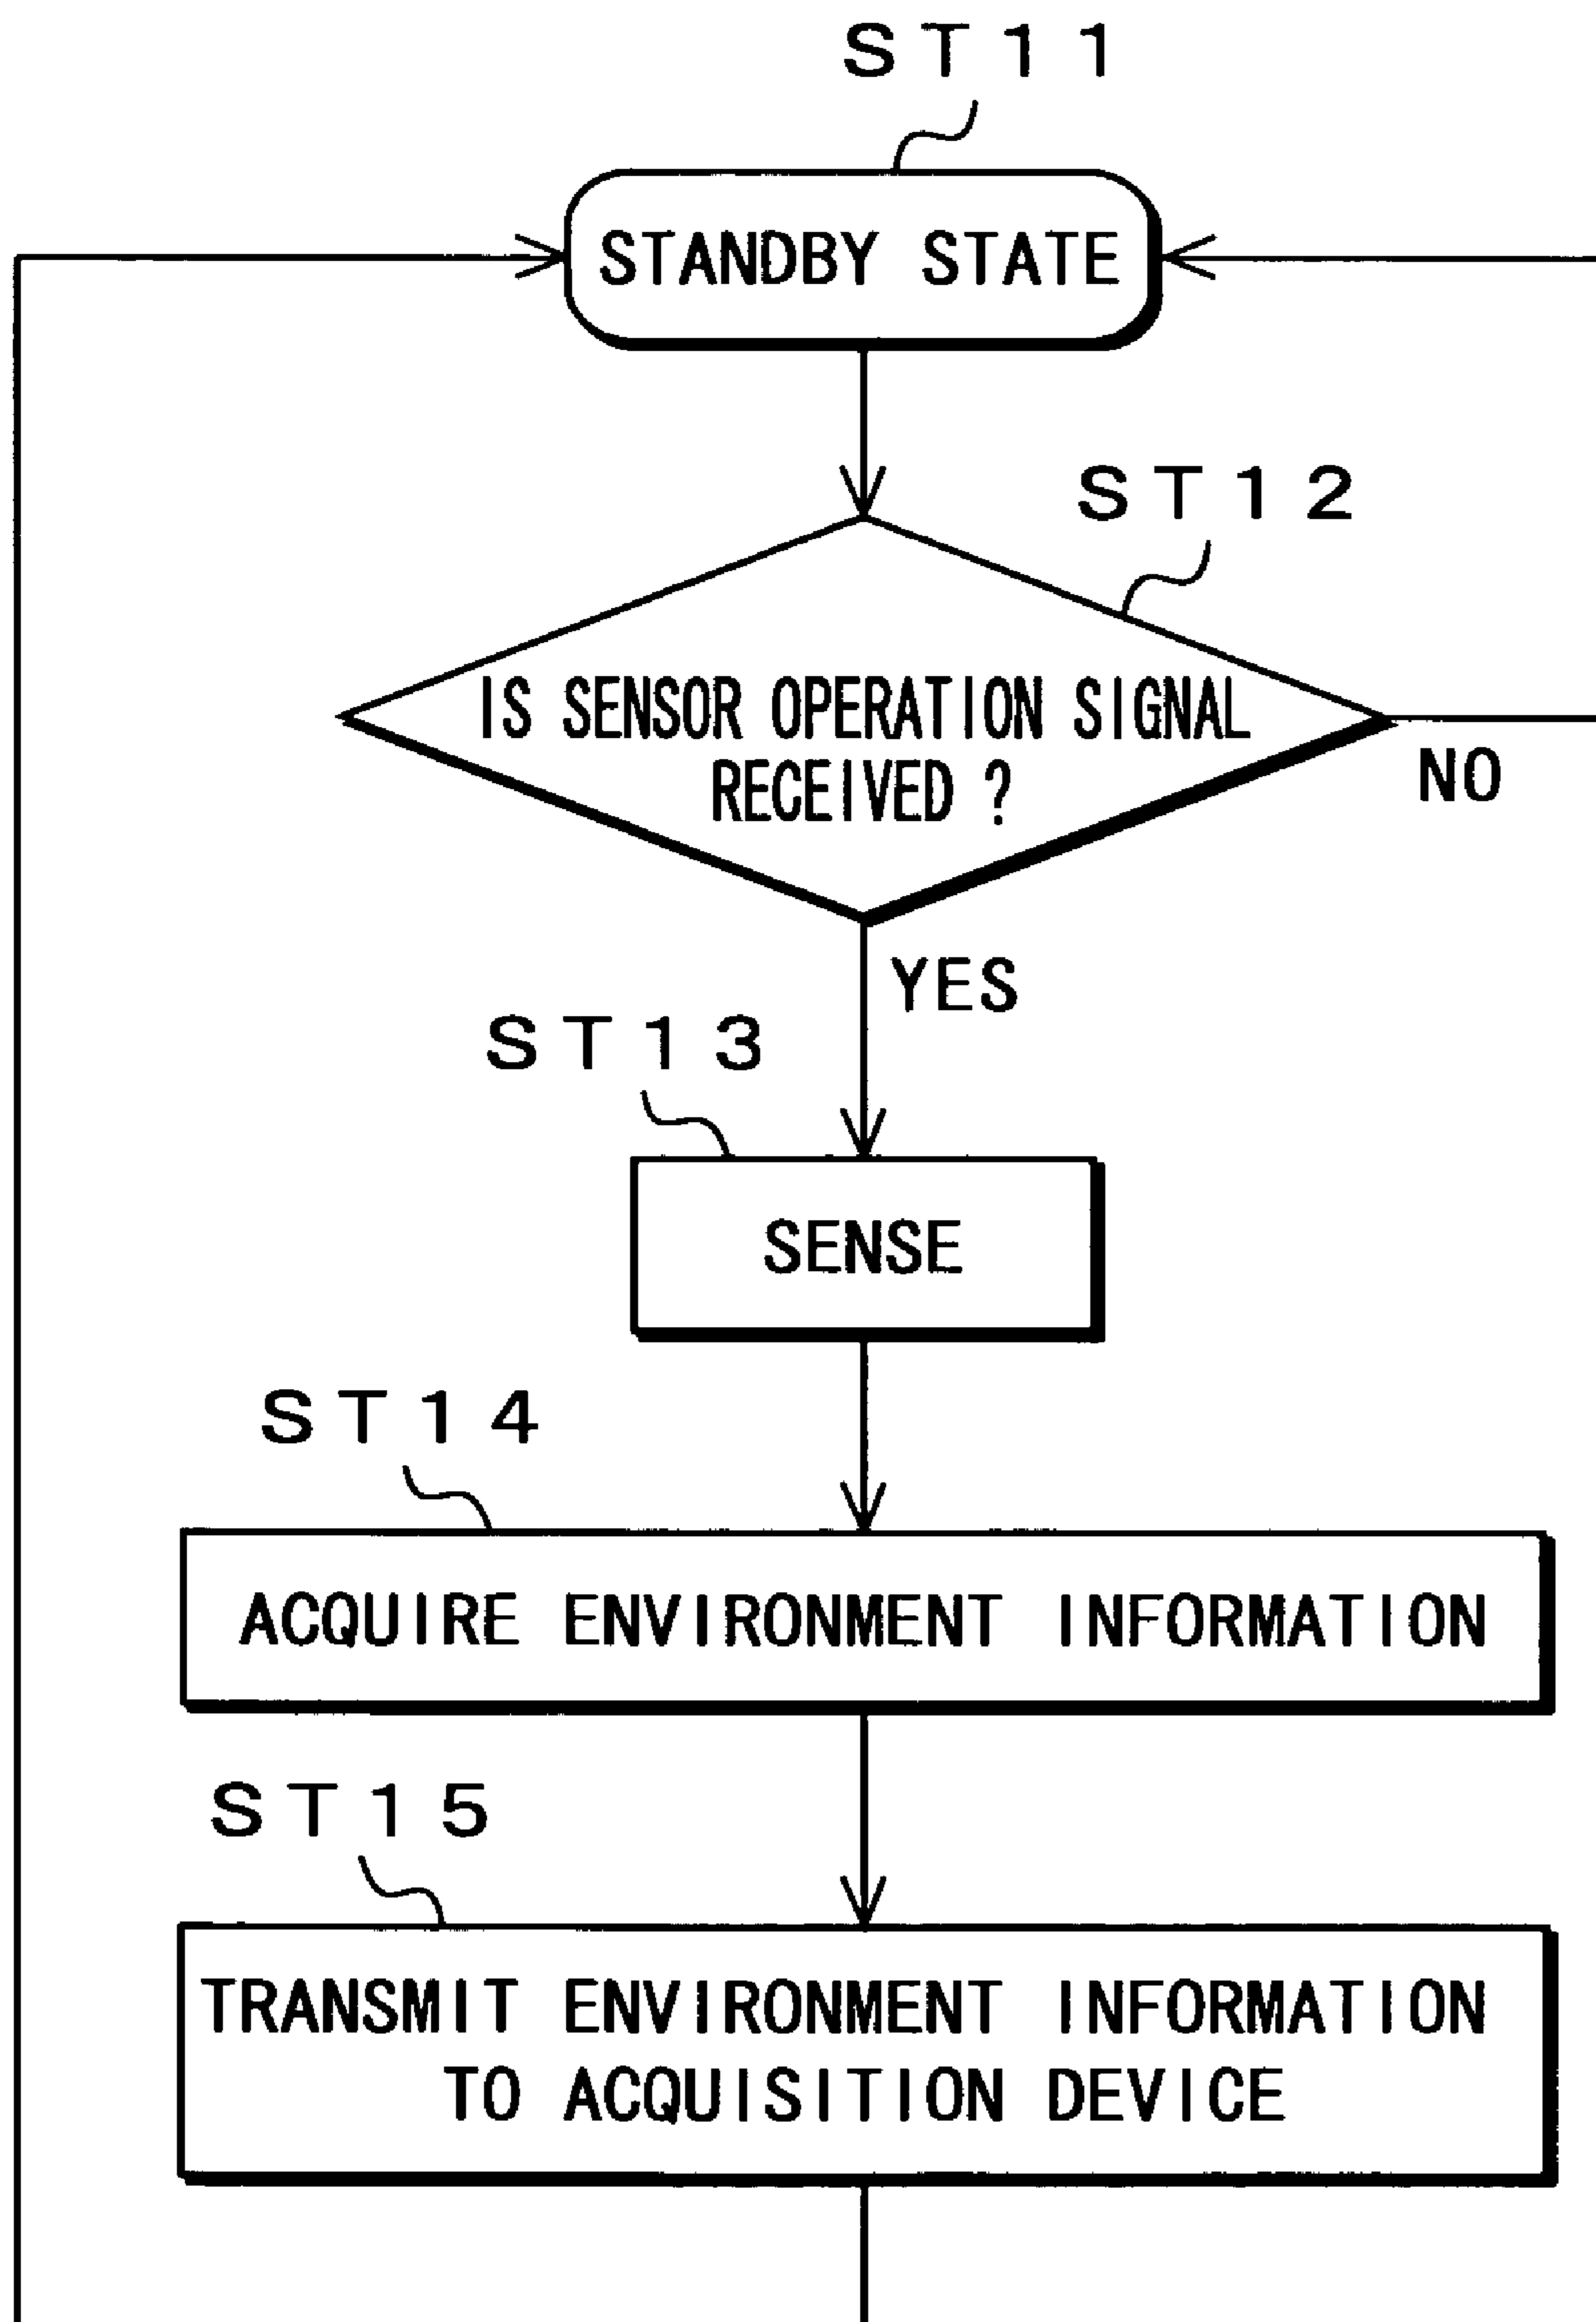 ST11
STANDBY STATE
ST12
IS SENSOR OPERATION SIGNAL
RECEIVED ?
NO
YES
ST13
SENSE
ST14
ACQUIRE ENVIRONMENT INFORMATION
ST15
TRANSMIT ENVIRONMENT INFORMATION
TO ACQUISITION DEVICE